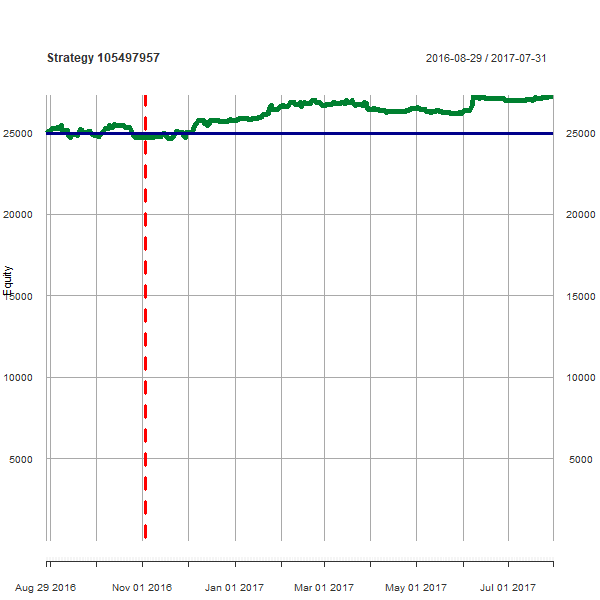 Strategy 105497957
2016-08-29 / 2017-07-31
25000
25000
20000
20000
Equity
15000
15000
10000
10000
5000
5000
Aug 29 2016
Nov 01 2016
Jan 01 2017
Mar 01 2017
May 01 2017
Jul 01 2017